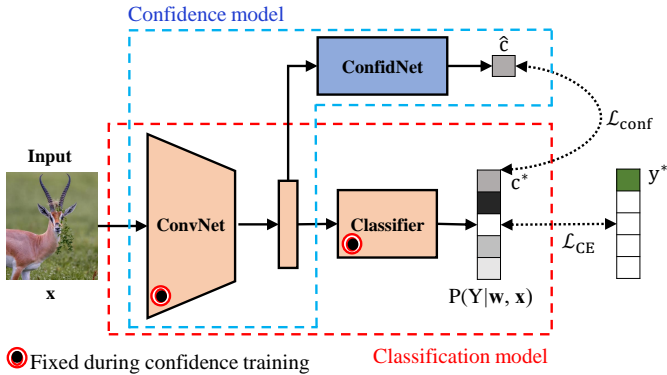 Confidence model
ConfidNet
ĉ
ℒconf
Input
ConvNet
Classifier
c*
y*
ℒCE
x
P(Y|w, x)
Fixed during confidence training
Classification model